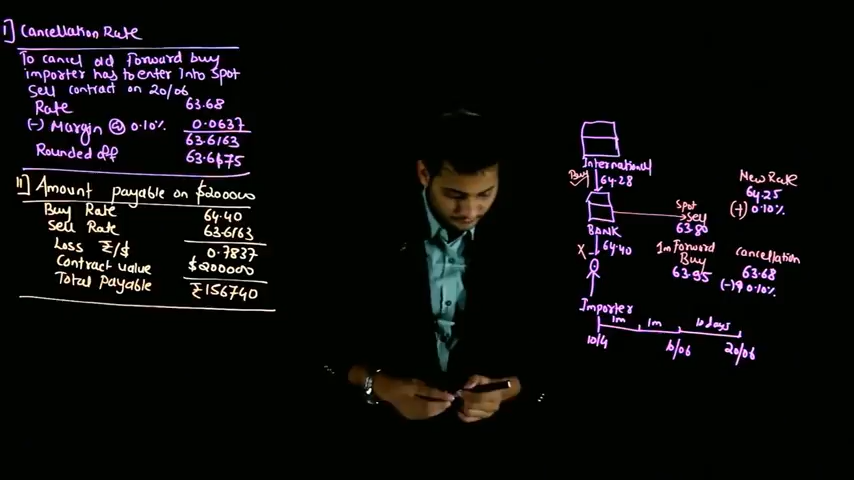 I] Cancellation Rate
To cancel old Forward buy
importer has to enter Into Spot
Sell contract on 20/06
Rate 63.68
(-) Margin @ 0.10% 0.0637
63.6163
Rounded off 63.6175
II] Amount payable on $200000
Buy Rate 64.40
Sell Rate 63.6163
Loss ₹/$ 0.7837
Contract value $200000
Total Payable ₹156740
International
Buy 64.28
BANK
X 64.40
Importer
Spot
Sell
63.80
1m Forward
Buy
63.95
New Rate
64.25
(+) 0.10%
Cancellation
63.68
(-) 0.10%
1m 1m 10 days
10/4 10/06 20/06